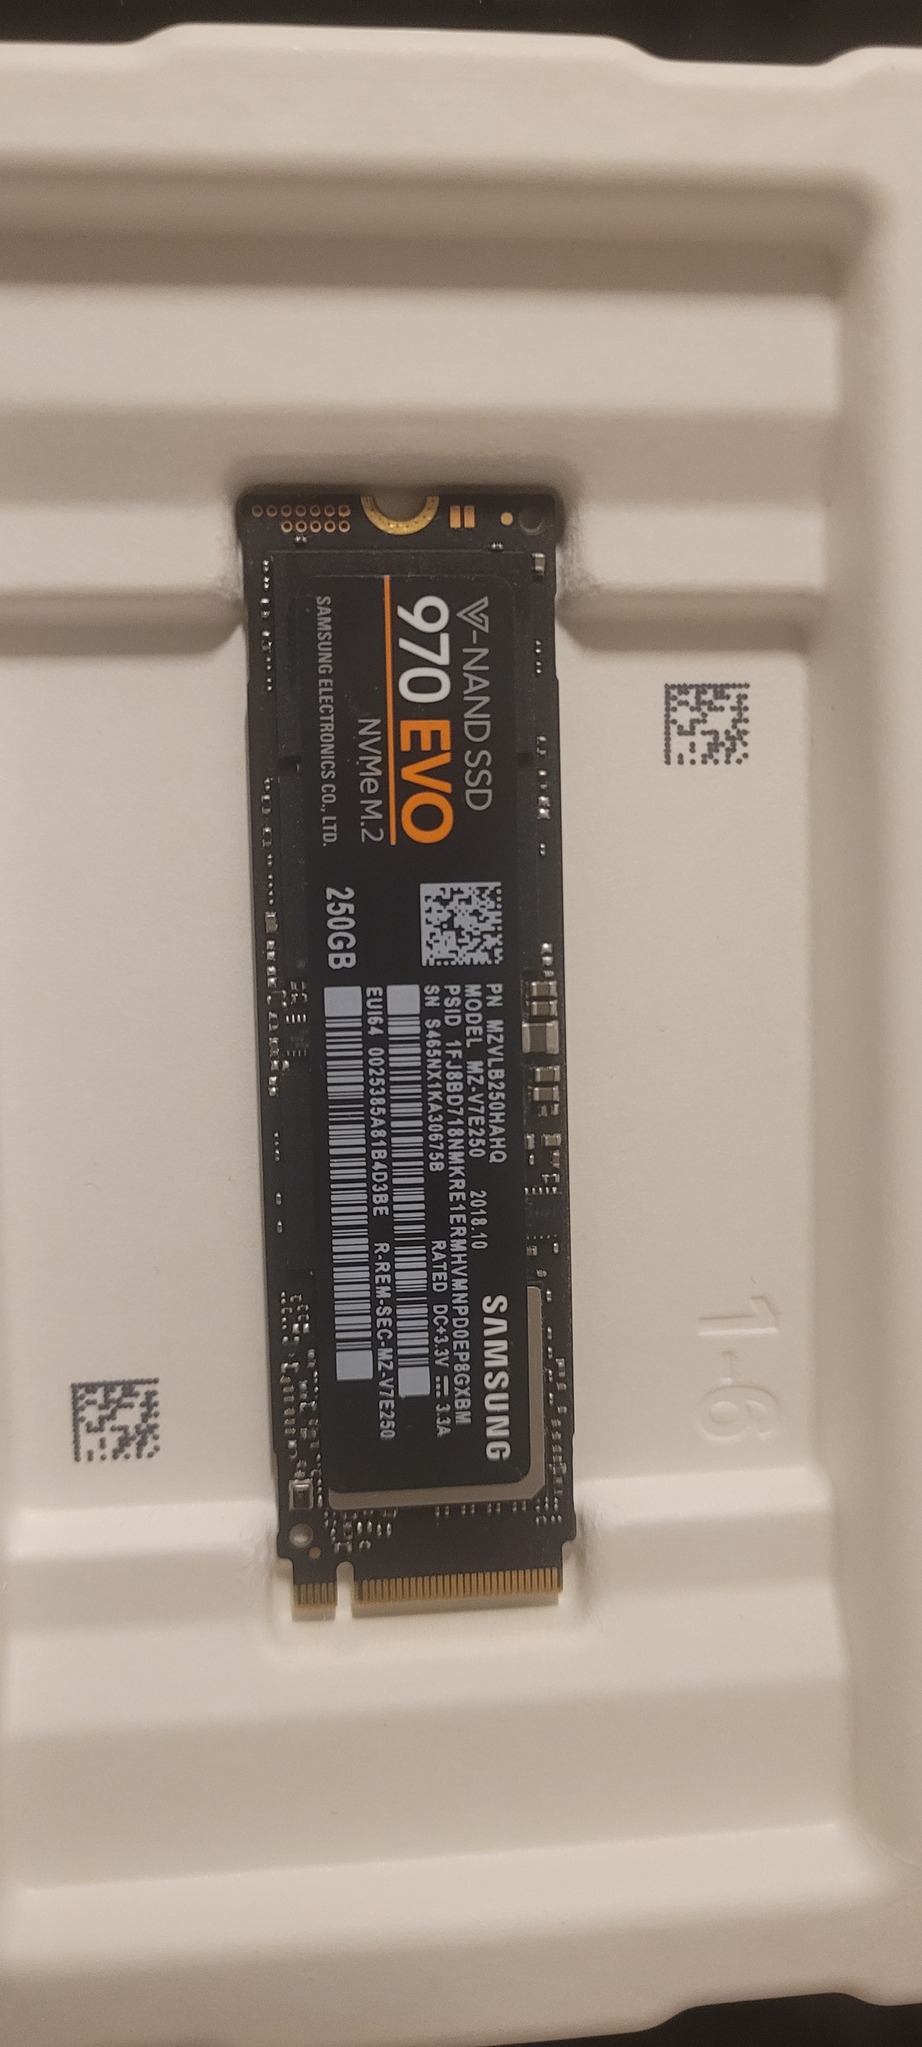 V-NAND SSD
970 EVO
NVMe M.2
SAMSUNG ELECTRONICS CO., LTD.
250GB
PN MZVLB250HAHQ
MODEL MZ-V7E250 2018.10
PSID 1FJ8BD718NMKRE1ERMHVMNPD0EP8GXBM
SN S465NX1KA30675B RATED DC+3.3V ⎓ 3.3A
EUI64 0025385A81B4D3BE R-REM-SEC-MZ-V7E250
SAMSUNG
1-6